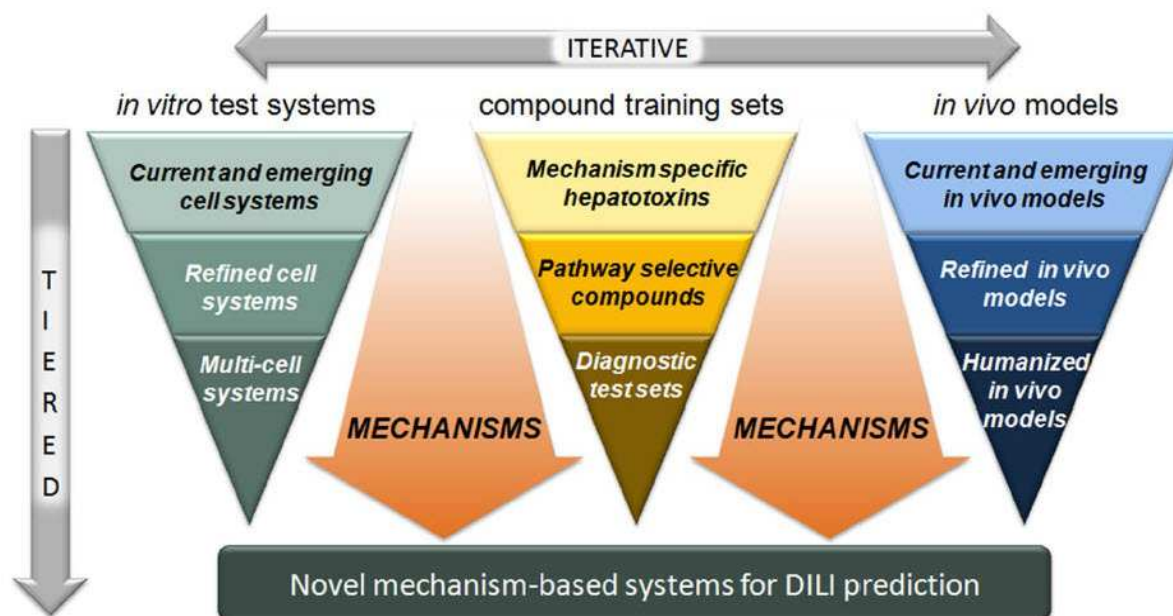 ITERATIVE
in vitro test systems
compound training sets
in vivo models
TIERED
Current and emerging
cell systems
Mechanism specific
hepatotoxins
Current and emerging
in vivo models
Refined cell
systems
Pathway selective
compounds
Refined in vivo
models
Multi-cell
systems
Diagnostic
test sets
Humanized
in vivo
models
MECHANISMS
MECHANISMS
Novel mechanism-based systems for DILI prediction